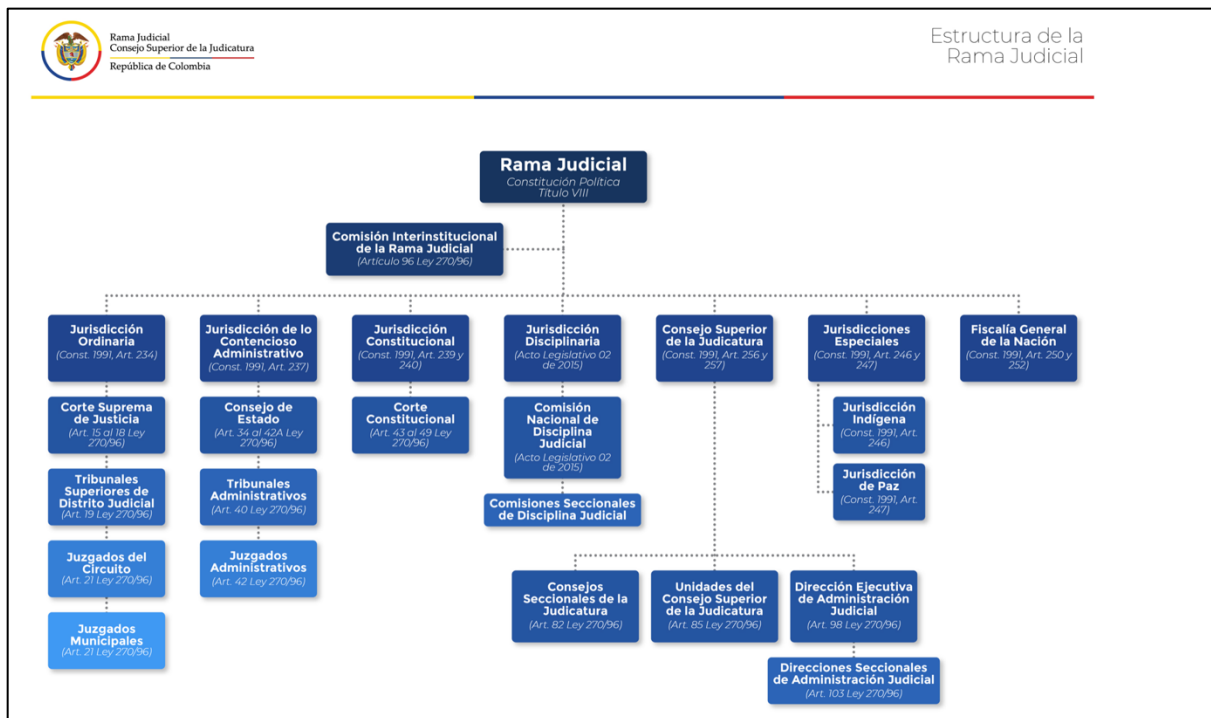 Rama Judicial
Consejo Superior de la Judicatura
República de Colombia
Estructura de la
Rama Judicial
Rama Judicial
Constitución Política
Título VIII
Comisión Interinstitucional
de la Rama Judicial
(Artículo 96 Ley 270/96)
Jurisdicción
Ordinaria
(Const. 1991, Art. 234)
Corte Suprema
de Justicia
(Art. 15 al 18 Ley
270/96)
Tribunales
Superiores de
Distrito Judicial
(Art. 19 Ley 270/96)
Juzgados del
Circuito
(Art. 21 Ley 270/96)
Juzgados
Municipales
(Art. 21 Ley 270/96)
Jurisdicción de lo
Contencioso
Administrativo
(Const. 1991, Art. 237)
Consejo de
Estado
(Art. 34 al 42A Ley
270/96)
Tribunales
Administrativos
(Art. 40 Ley 270/96)
Juzgados
Administrativos
(Art. 42 Ley 270/96)
Jurisdicción
Constitucional
(Const. 1991, Art. 239 y
240)
Corte
Constitucional
(Art. 43 al 49 Ley
270/96)
Jurisdicción
Disciplinaria
(Acto Legislativo 02
de 2015)
Comisión
Nacional de
Disciplina
Judicial
(Acto Legislativo 02
de 2015)
Comisiones Seccionales
de Disciplina Judicial
Consejo Superior
de la Judicatura
(Const. 1991, Art. 256 y
257)
Consejos
Seccionales de la
Judicatura
(Art. 82 Ley 270/96)
Unidades del
Consejo Superior
de la Judicatura
(Art. 85 Ley 270/96)
Dirección Ejecutiva
de Administración
Judicial
(Art. 98 Ley 270/96)
Direcciones Seccionales
de Administración Judicial
(Art. 103 Ley 270/96)
Jurisdicciones
Especiales
(Const. 1991, Art. 246 y
247)
Jurisdicción
Indígena
(Const. 1991, Art.
246)
Jurisdicción
de Paz
(Const. 1991, Art.
247)
Fiscalía General
de la Nación
(Const. 1991, Art. 250 y
252)